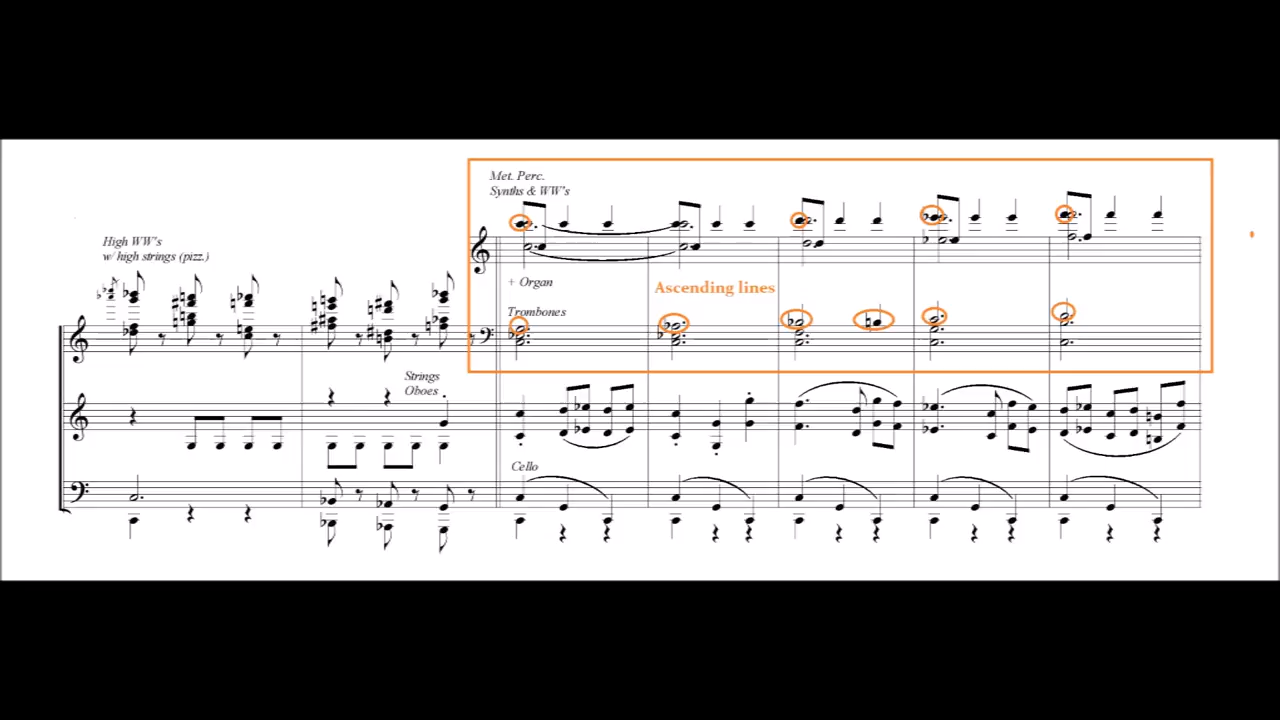 Met. Perc.
Synths & WW's
High WW's
w/ high strings (pizz.)
+ Organ
Ascending lines
Trombones
Strings
Oboes
Cello